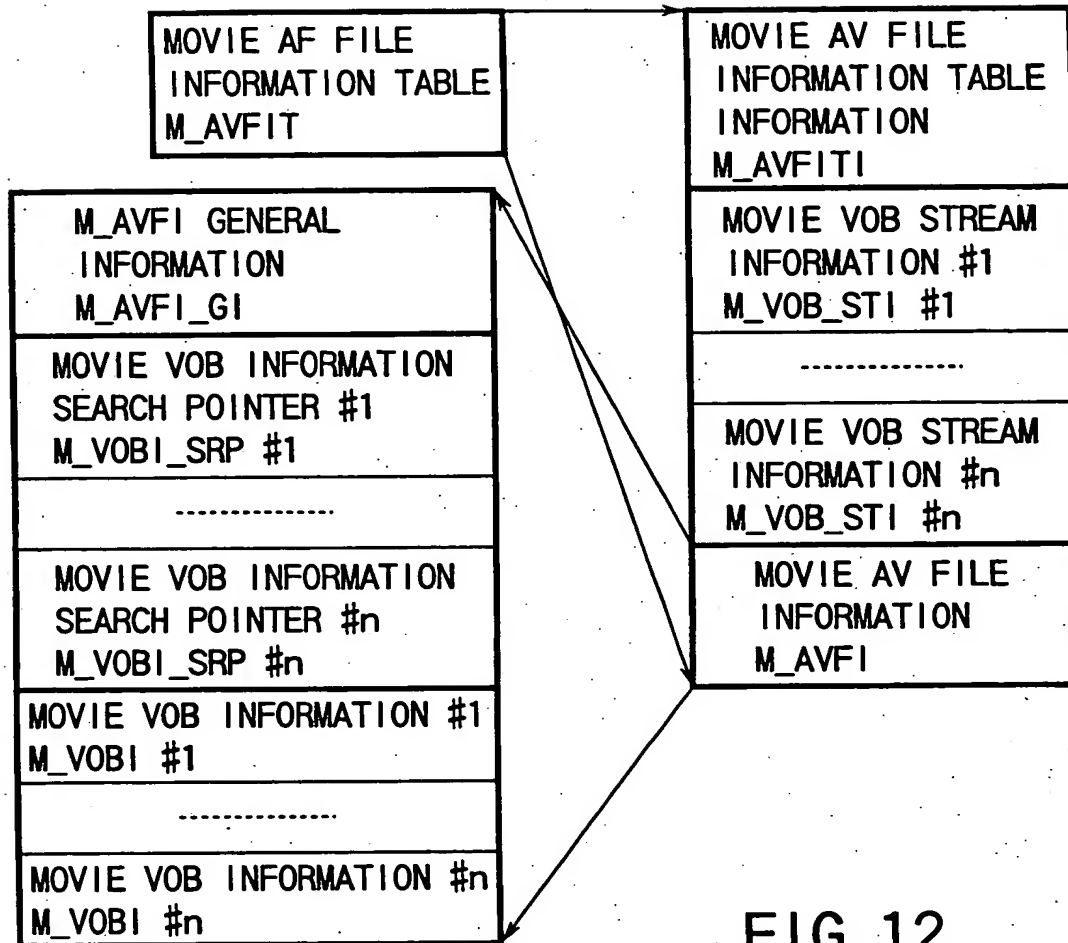 MOVIE AF FILE
INFORMATION TABLE
M_AVFIT
MOVIE AV FILE
INFORMATION TABLE
INFORMATION
M_AVFITI
MOVIE VOB STREAM
INFORMATION #1
M_VOB_STI #1
MOVIE VOB STREAM
INFORMATION #n
M_VOB_STI #n
MOVIE AV FILE
INFORMATION
M_AVFI
M_AVFI GENERAL
INFORMATION
M_AVFI_GI
MOVIE VOB INFORMATION
SEARCH POINTER #1
M_VOBI_SRP #1
MOVIE VOB INFORMATION
SEARCH POINTER #n
M_VOBI_SRP #n
MOVIE VOB INFORMATION #1
M_VOBI #1
MOVIE VOB INFORMATION #n
M_VOBI #n
FIG.12